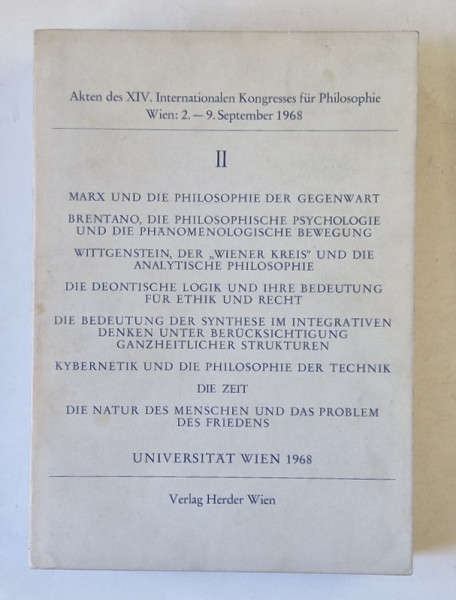 Akten des XIV. Internationalen Kongresses für Philosophie
Wien: 2. — 9. September 1968
II
MARX UND DIE PHILOSOPHIE DER GEGENWART
BRENTANO, DIE PHILOSOPHISCHE PSYCHOLOGIE
UND DIE PHÄNOMENOLOGISCHE BEWEGUNG
WITTGENSTEIN, DER „WIENER KREIS" UND DIE
ANALYTISCHE PHILOSOPHIE
DIE DEONTISCHE LOGIK UND IHRE BEDEUTUNG
FÜR ETHIK UND RECHT
DIE BEDEUTUNG DER SYNTHESE IM INTEGRATIVEN
DENKEN UNTER BERÜCKSICHTIGUNG
GANZHEITLICHER STRUKTUREN
KYBERNETIK UND DIE PHILOSOPHIE DER TECHNIK
DIE ZEIT
DIE NATUR DES MENSCHEN UND DAS PROBLEM
DES FRIEDENS
UNIVERSITÄT WIEN 1968
Verlag Herder Wien